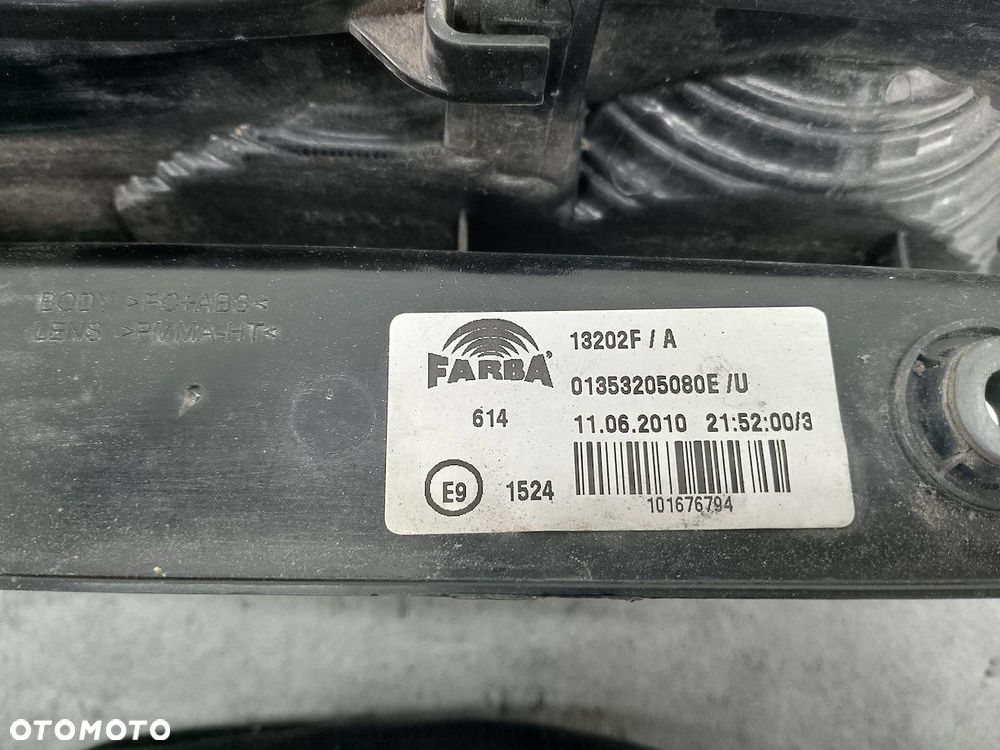 BODY >PC+ABS<
LENS >PMMA-HT<
FARBA
614
E9
1524
13202F / A
01353205080E /U
11.06.2010 21:52:00/3
101676794
OTOMOTO